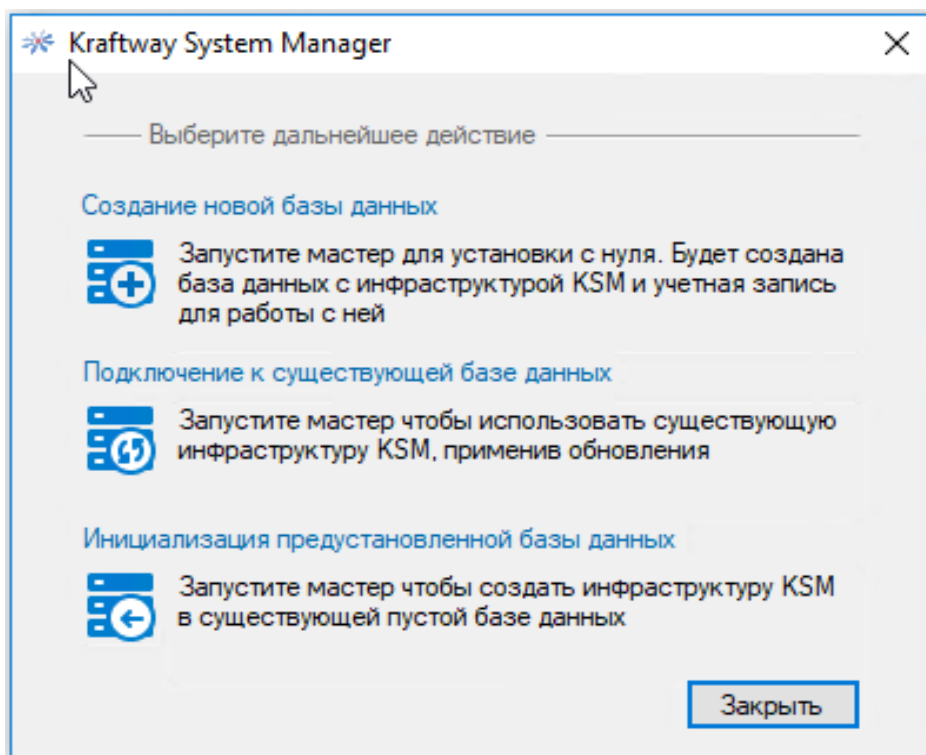 Kraftway System Manager
Выберите дальнейшее действие
Создание новой базы данных
Запустите мастер для установки с нуля. Будет создана
база данных с инфраструктурой KSM и учетная запись
для работы с ней
Подключение к существующей базе данных
Запустите мастер чтобы использовать существующую
инфраструктуру KSM, применив обновления
Инициализация предустановленной базы данных
Запустите мастер чтобы создать инфраструктуру KSM
в существующей пустой базе данных
Закрыть